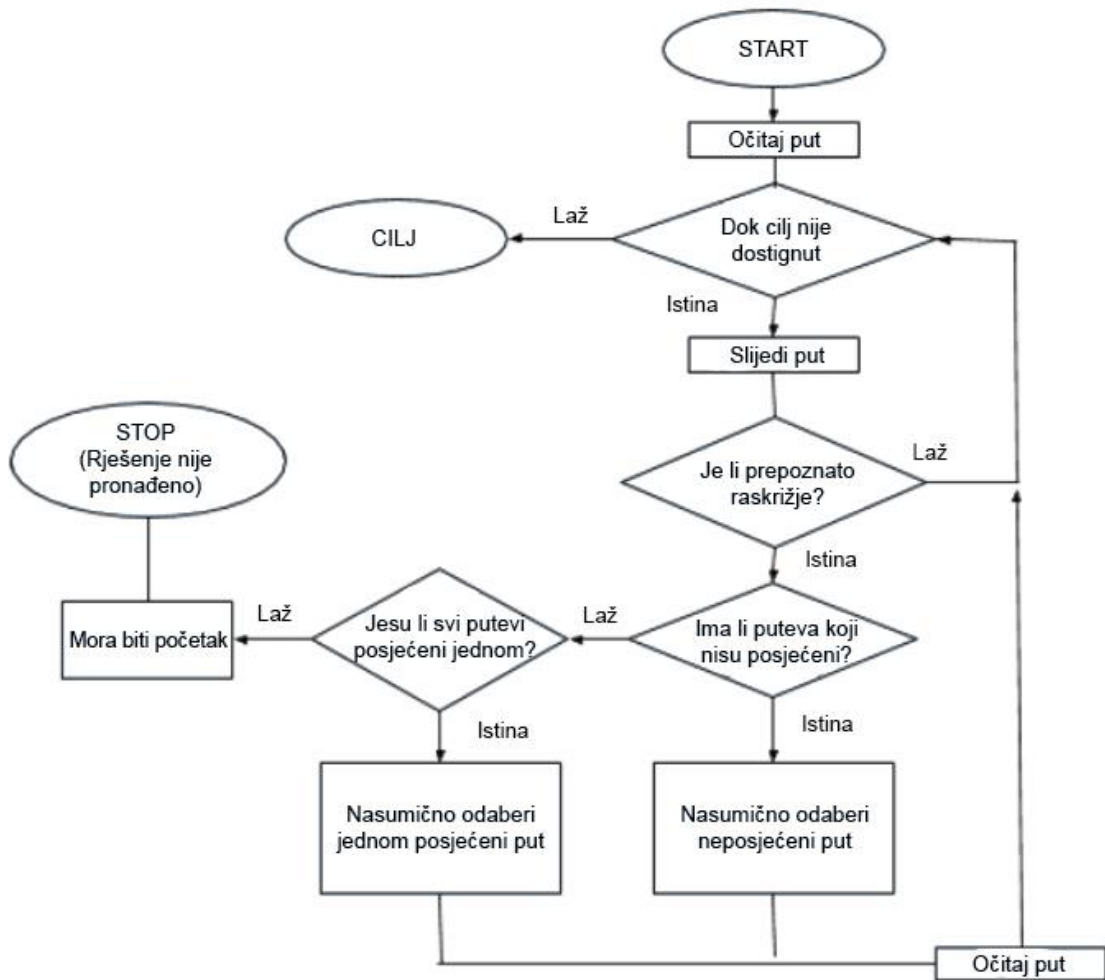 START
Očitaj put
Dok cilj nije
dostignut
Laž
CILJ
Istina
Slijedi put
Je li prepoznato
raskrižje?
Laž
STOP
(Rješenje nije
pronađeno)
Istina
Ima li puteva koji
nisu posjećeni?
Laž
Jesu li svi putevi
posjećeni jednom?
Laž
Mora biti početak
Istina
Istina
Nasumično odaberi
jednom posjećeni put
Nasumično odaberi
neposjećeni put
Očitaj put